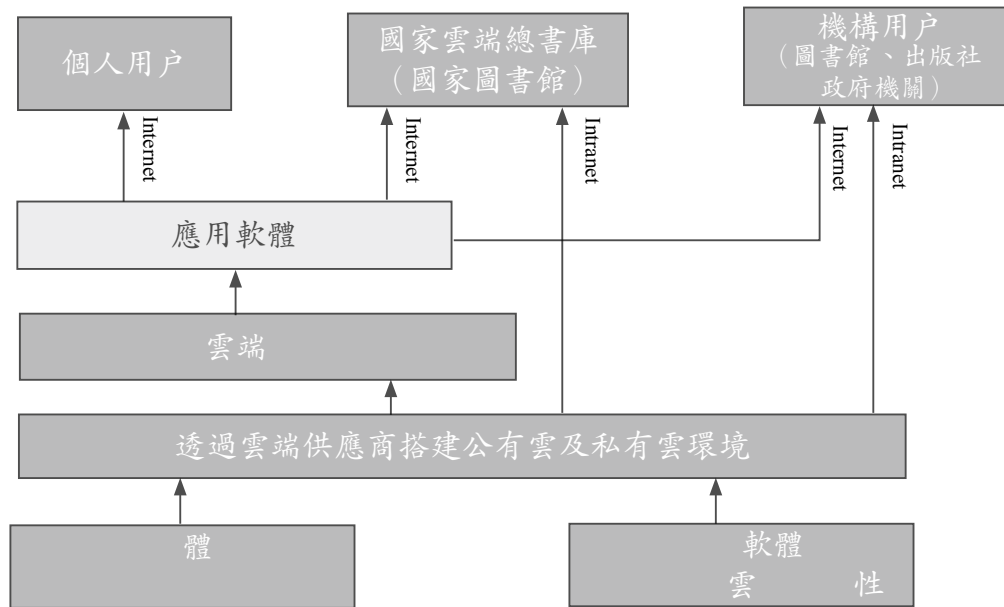 個人用户
國家雲端總書庫
（國家圖書館）
機構用户
（圖書館、出版社
政府機關）
Internet
Internet
Intranet
Internet
Intranet
應用軟體
雲端
透過雲端供應商搭建公有雲及私有雲環境
體
軟體
雲 性